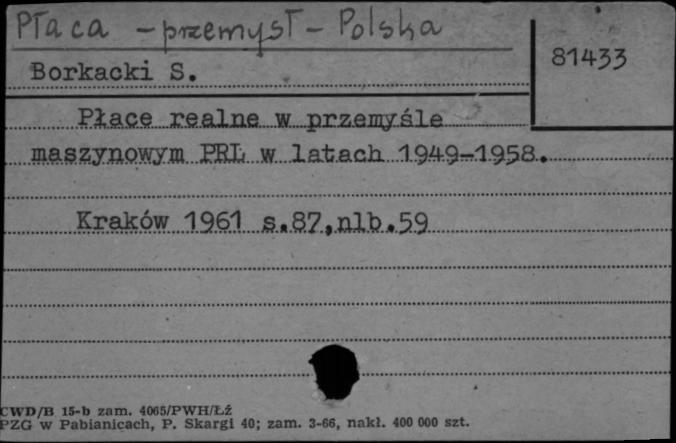 Płaca - przemysł - Polska
81433
Borkacki S.
Płace realne w przemyśle
maszynowym PRL w latach 1949-1958.
Kraków 1961 s.87,nlb.59
CWD/B 15-b zam. 4065/PWH/Łź
PZG w Pabianicach, P. Skargi 40; zam. 3-66, nakł. 400 000 szt.